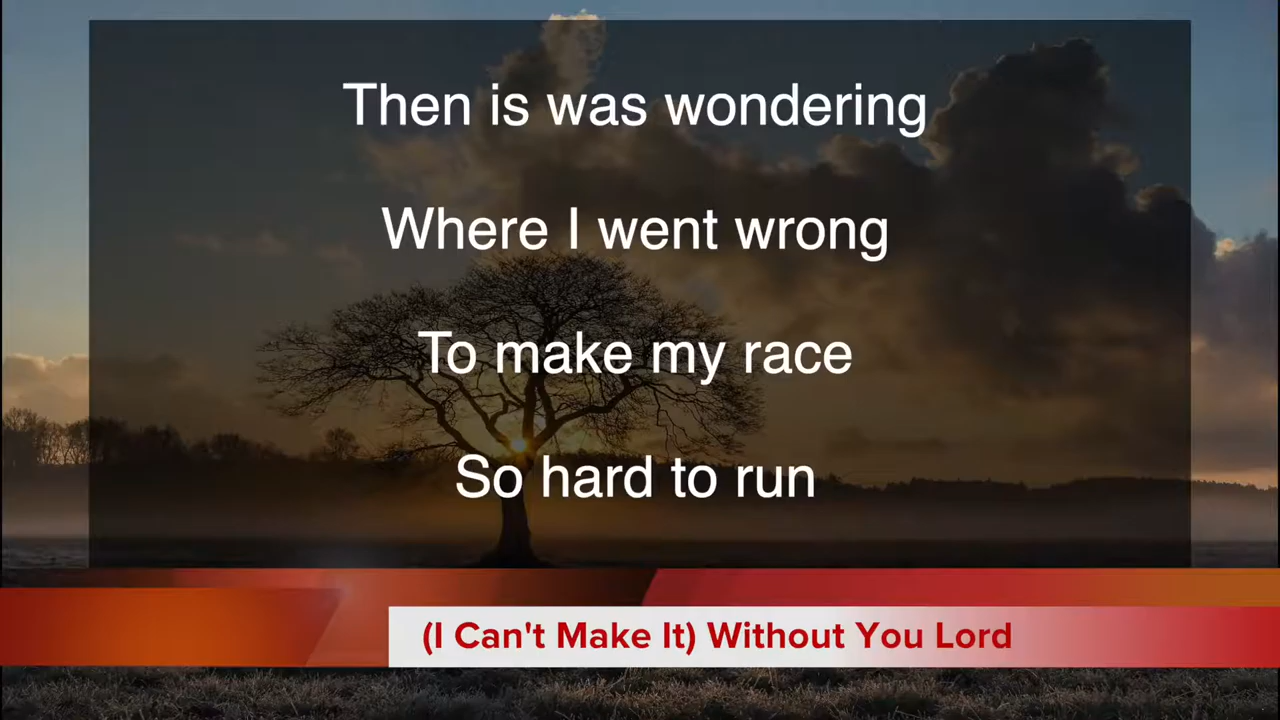 Then is was wondering
Where I went wrong
To make my race
So hard to run
(I Can't Make It) Without You Lord